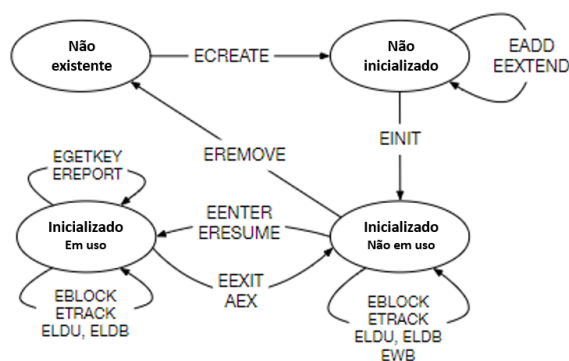 Não
existente
ECREATE
Não
inicializado
EADD
EEXTEND
EINIT
EREMOVE
EGETKEY
EREPORT
Inicializado
Em uso
EENTER
ERESUME
Inicializado
Não em uso
EEXIT
AEX
EBLOCK
ETRACK
ELDU, ELDB
EBLOCK
ETRACK
ELDU, ELDB
EWB